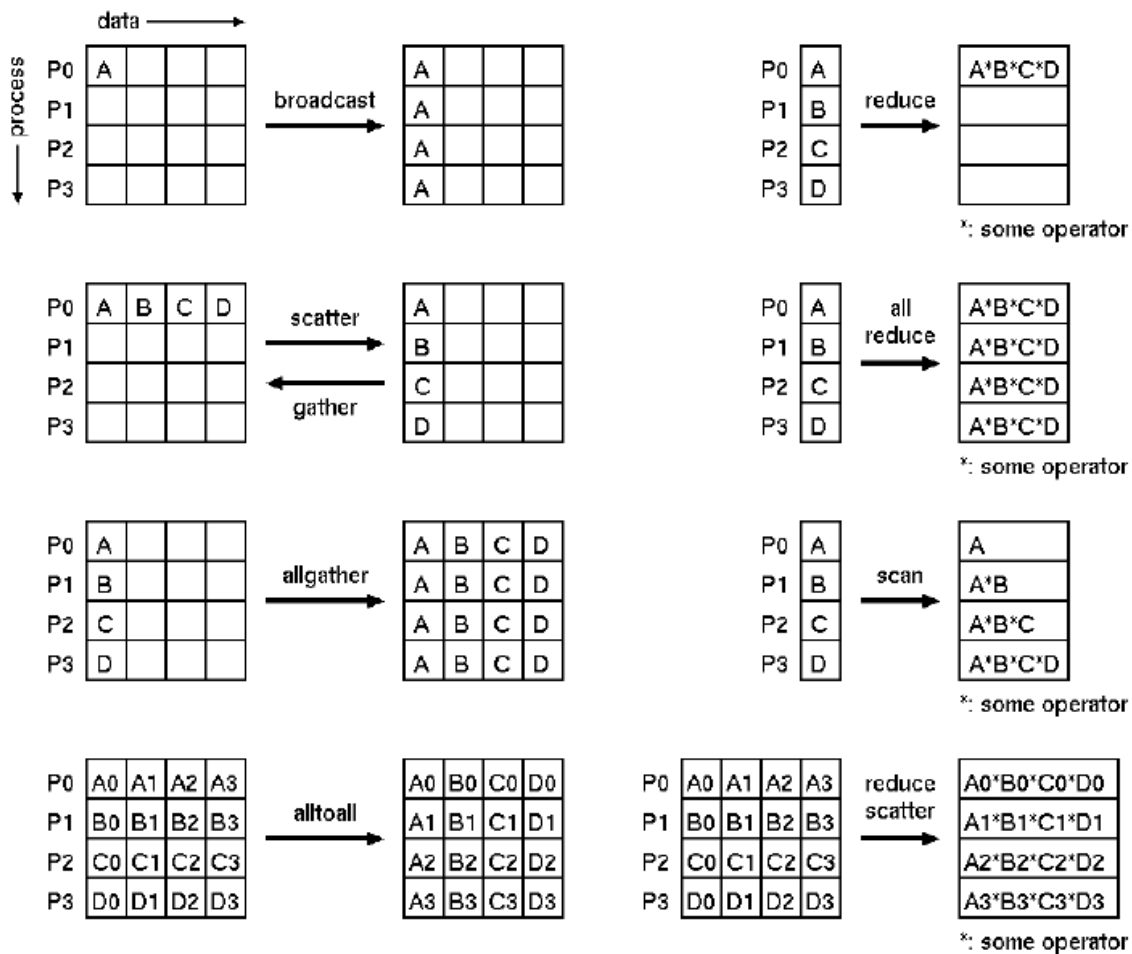 data
process
P0 A
P1
P2
P3
broadcast
A
A
A
A
P0 A
P1 B
P2 C
P3 D
reduce
A*B*C*D
*: some operator
P0 A B C D
P1
P2
P3
scatter
gather
A
B
C
D
P0 A
P1 B
P2 C
P3 D
all
reduce
A*B*C*D
A*B*C*D
A*B*C*D
A*B*C*D
*: some operator
P0 A
P1 B
P2 C
P3 D
allgather
A B C D
A B C D
A B C D
A B C D
P0 A
P1 B
P2 C
P3 D
scan
A
A*B
A*B*C
A*B*C*D
*: some operator
P0 A0 A1 A2 A3
P1 B0 B1 B2 B3
P2 C0 C1 C2 C3
P3 D0 D1 D2 D3
alltoall
A0 B0 C0 D0
A1 B1 C1 D1
A2 B2 C2 D2
A3 B3 C3 D3
P0 A0 A1 A2 A3
P1 B0 B1 B2 B3
P2 C0 C1 C2 C3
P3 D0 D1 D2 D3
reduce
scatter
A0*B0*C0*D0
A1*B1*C1*D1
A2*B2*C2*D2
A3*B3*C3*D3
*: some operator